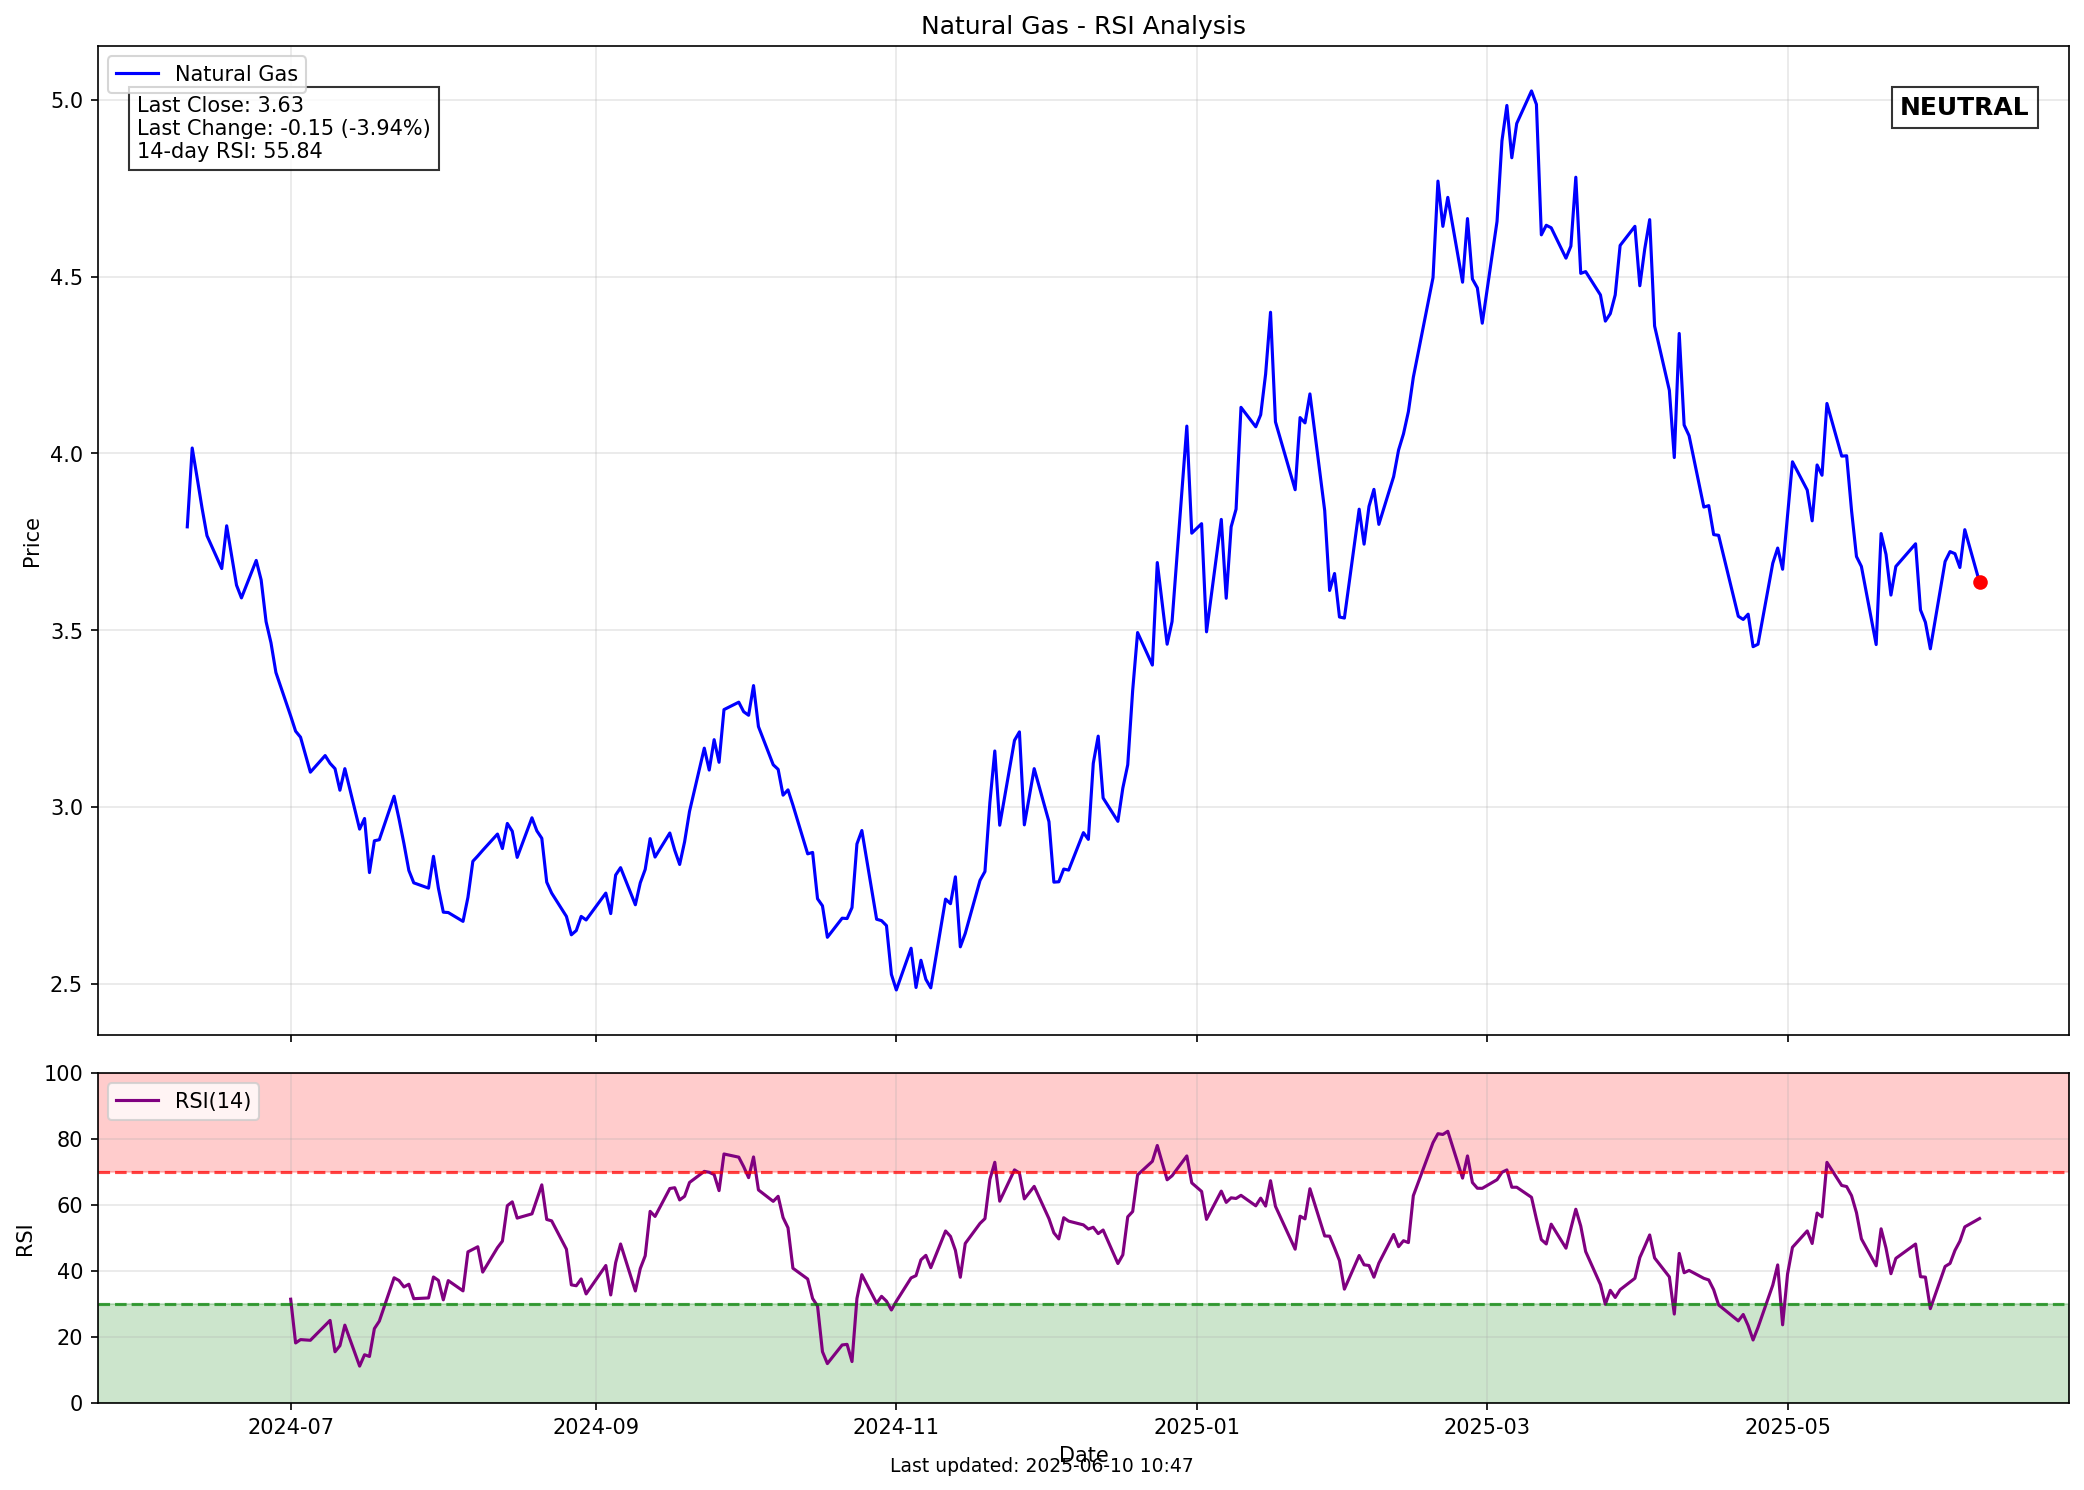 Natural Gas - RSI Analysis
Natural Gas
Last Close: 3.63
Last Change: -0.15 (-3.94%)
14-day RSI: 55.84
NEUTRAL
Price
5.0
4.5
4.0
3.5
3.0
2.5
RSI(14)
RSI
100
80
60
40
20
0
2024-07
2024-09
2024-11
2025-01
2025-03
2025-05
Date
Last updated: 2025-06-10 10:47